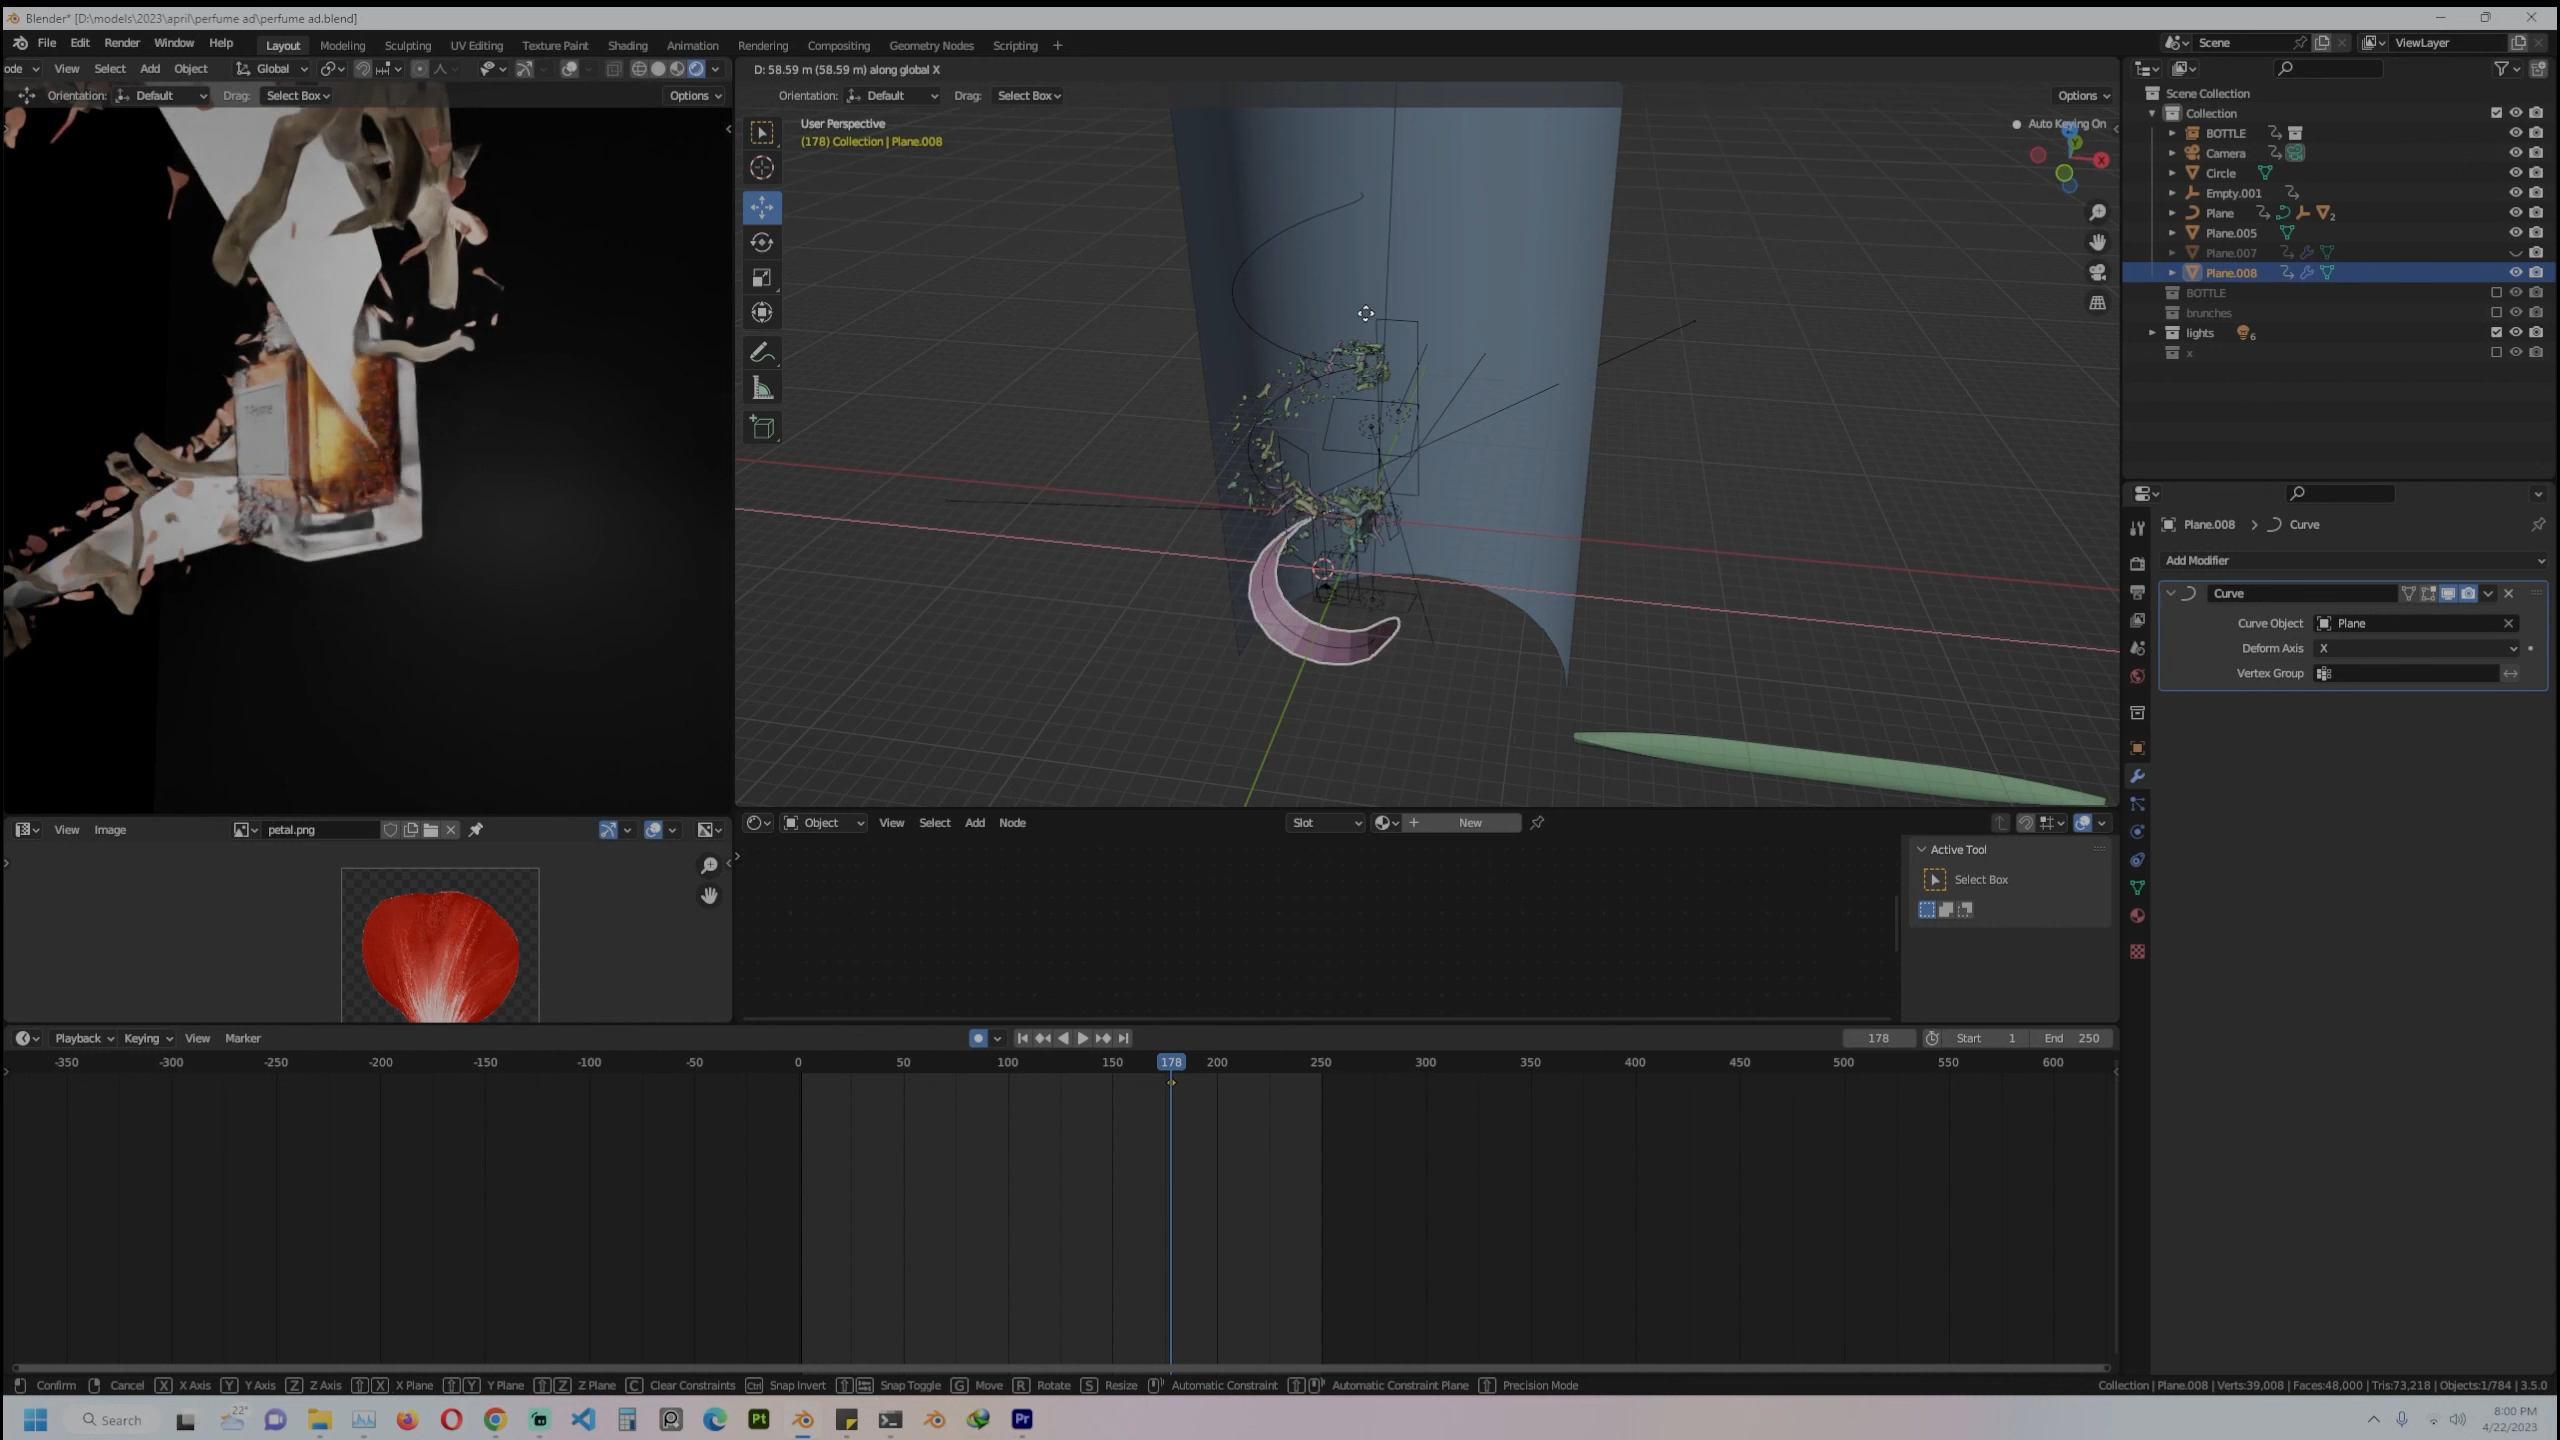 Blender* [D:\models\2023\april\perfume ad\perfume ad.blend]
File Edit Render Window Help Layout Modeling Sculpting UV Editing Texture Paint Shading Animation Rendering Compositing Geometry Nodes Scripting + Scene ViewLayer
ode View Select Add Object Global
D: 58.59 m (58.59 m) along global X
Orientation: Default Drag: Select Box Options
Orientation: Default Drag: Select Box Options
User Perspective
(178) Collection | Plane.008
Auto Keying On
X
Y
Scene Collection
Collection
BOTTLE
Camera
Circle
Empty.001
Plane 2
Plane.005
Plane.007
Plane.008
BOTTLE
brunches
lights 6
x
Plane.008 > Curve
Add Modifier
Curve
Curve Object Plane
Deform Axis X
Vertex Group
View Image petal.png
Object View Select Add Node Slot New
Active Tool
Select Box
Playback Keying View Marker 178 Start 1 End 250
-350 -300 -250 -200 -150 -100 -50 0 50 100 150 178 200 250 300 350 400 450 500 550 600
Confirm Cancel X X Axis Y Y Axis Z Z Axis X X Plane Y Y Plane Z Z Plane C Clear Constraints Ctrl Snap Invert Snap Toggle G Move R Rotate S Resize Automatic Constraint Automatic Constraint Plane Precision Mode
Collection | Plane.008 | Verts:39,008 | Faces:48,000 | Tris:73,218 | Objects:1/784 | 3.5.0
Search 22° Pt Pr
8:00 PM
4/22/2023